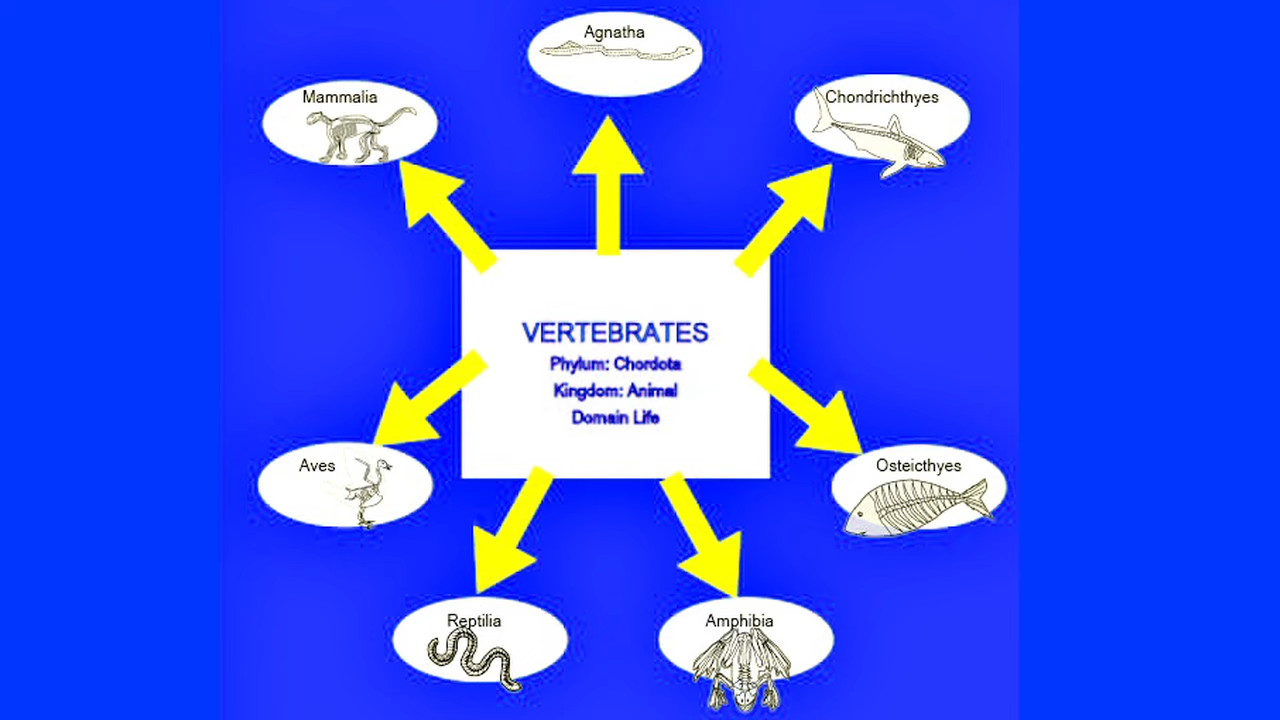 Agnatha
Mammalia
Chondrichthyes
VERTEBRATES
Phylum: Chordota
Kingdom: Animal
Domain Life
Aves
Osteicthyes
Reptilia
Amphibia